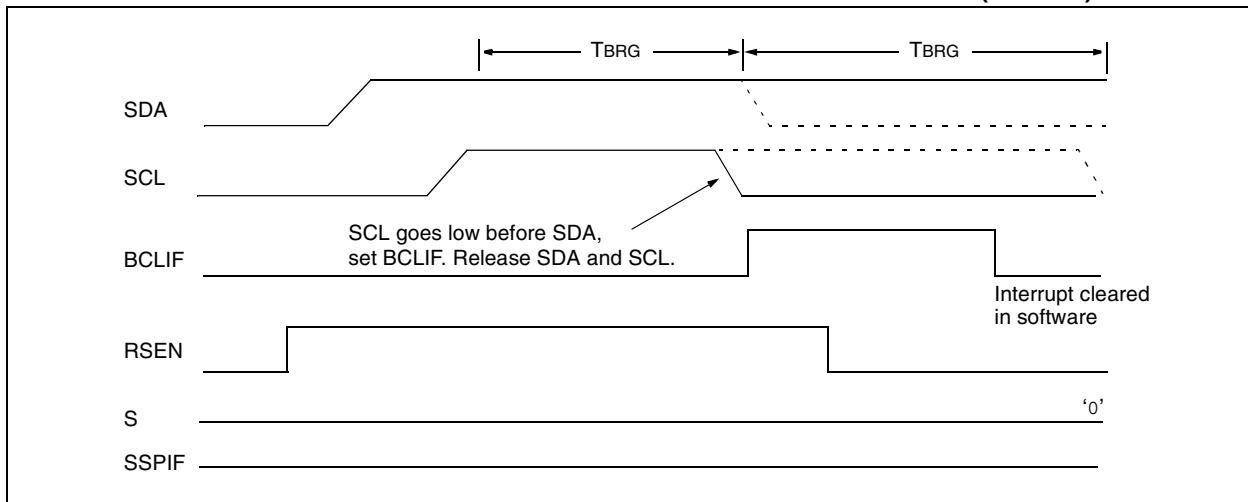 TBRG TBRG
SDA
SCL
SCL goes low before SDA,
set BCLIF. Release SDA and SCL.
BCLIF
Interrupt cleared
in software
RSEN
S ‘0’
SSPIF